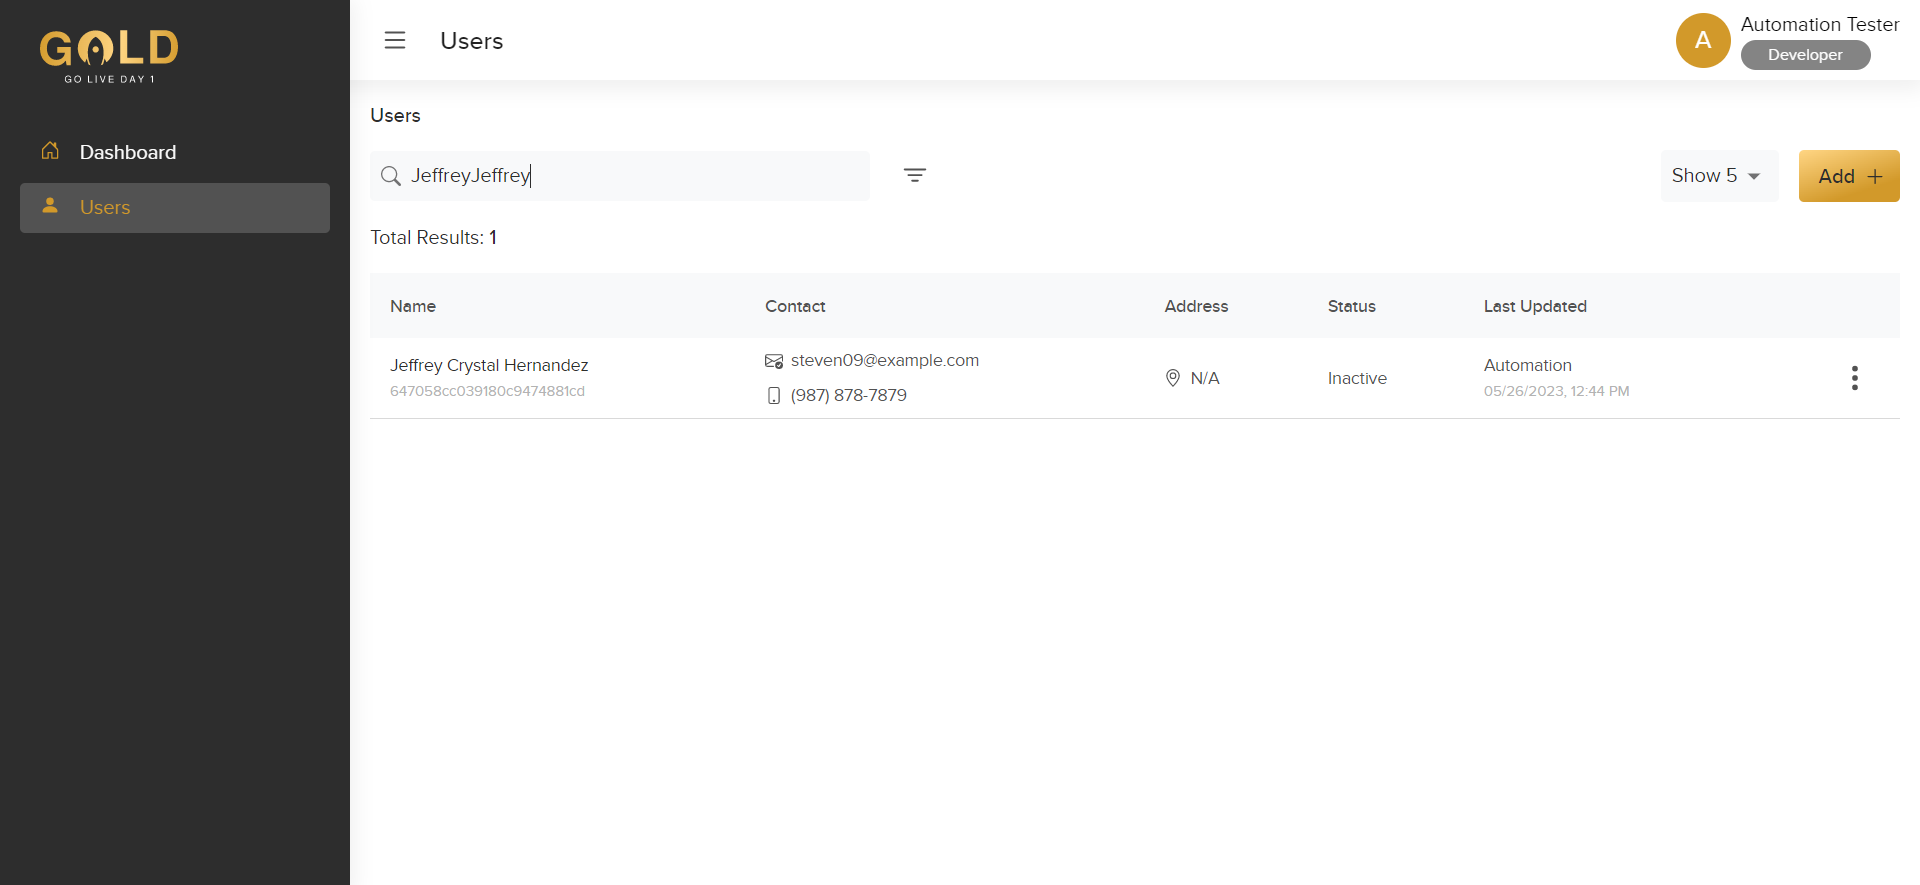 GOLD
GO LIVE DAY 1
Dashboard
Users
Users
A
Automation Tester
Developer
Users
JeffreyJeffrey
Show 5
Add +
Total Results: 1
Name Contact Address Status Last Updated
Jeffrey Crystal Hernandez
647058cc039180c9474881cd
steven09@example.com
(987) 878-7879
N/A
Inactive
Automation
05/26/2023, 12:44 PM